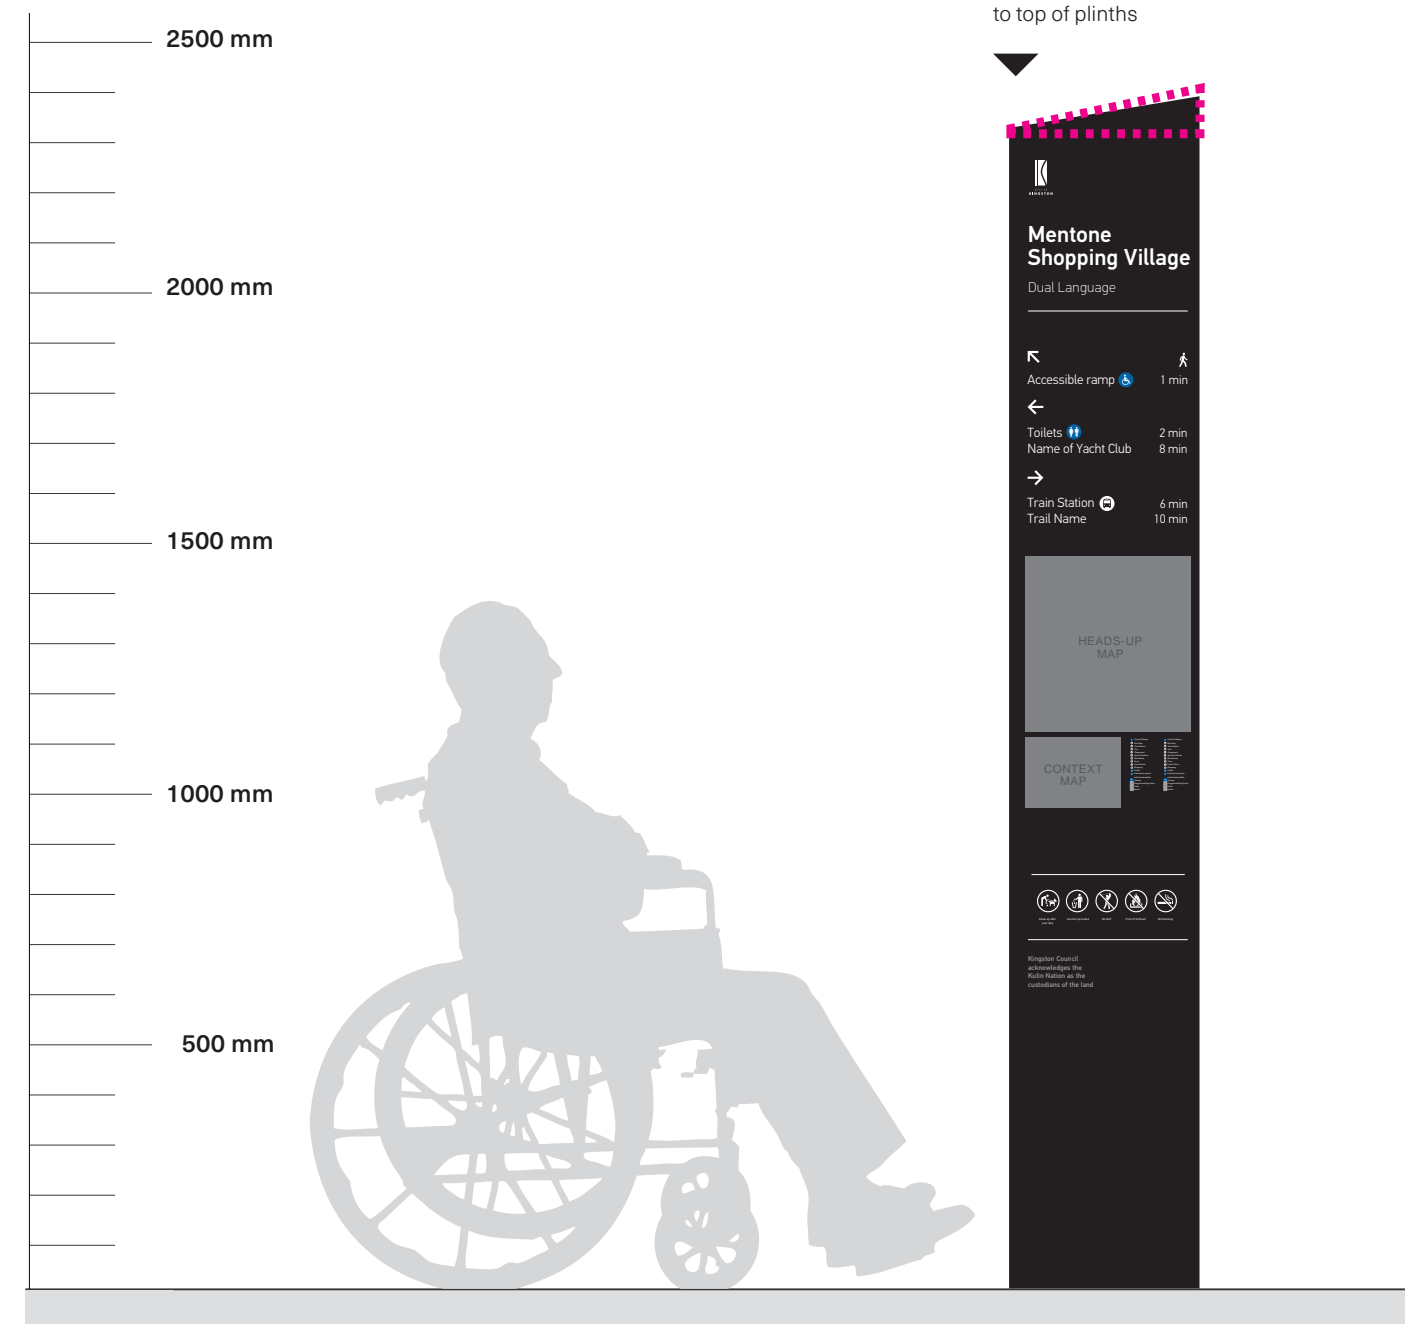 to top of plinths
2500 mm
2000 mm
1500 mm
1000 mm
500 mm
KINGSTON
Mentone
Shopping Village
Dual Language
Accessible ramp 1 min
Toilets 2 min
Name of Yacht Club 8 min
Train Station 6 min
Trail Name 10 min
HEADS-UP
MAP
CONTEXT
MAP
Kingston Council
acknowledges the
Kulin Nation as the
custodians of the land